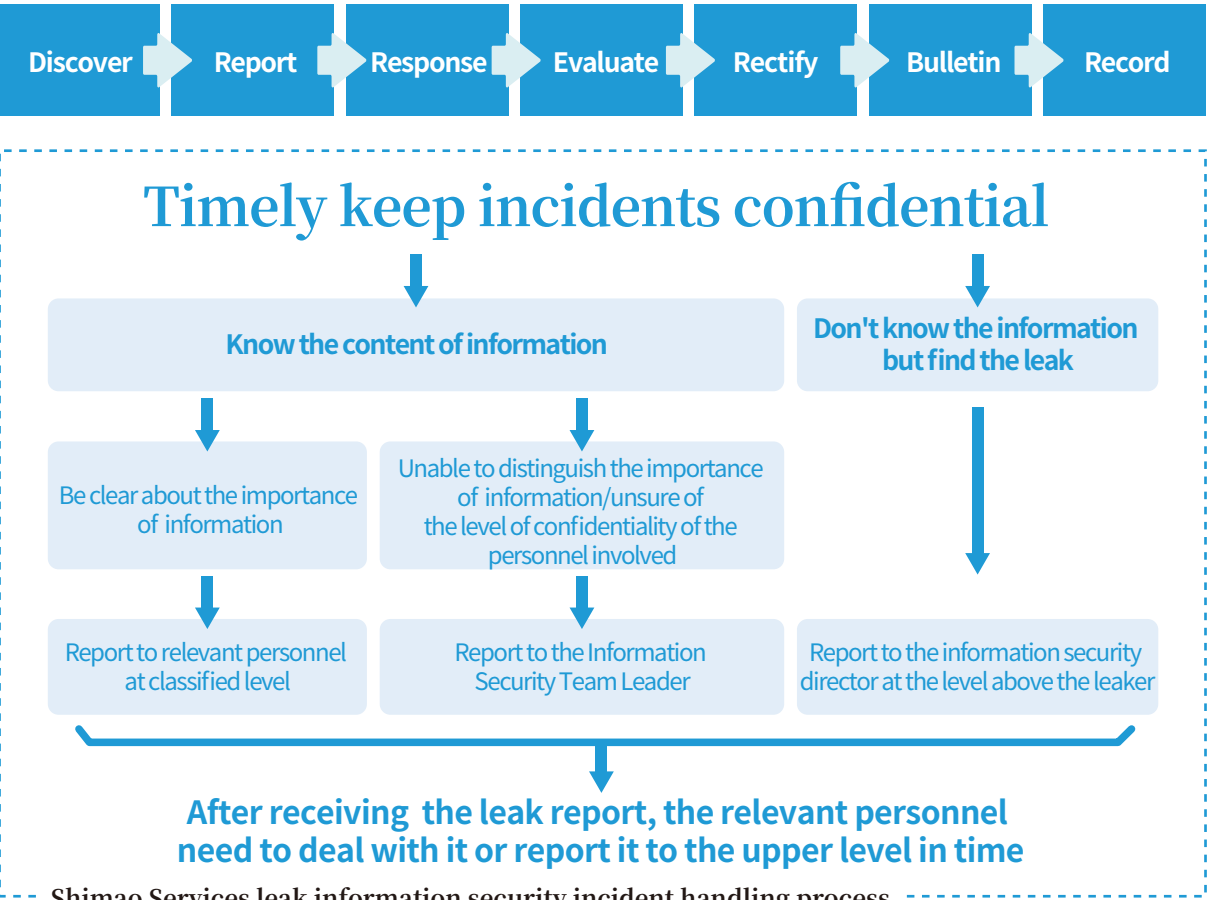 Discover
Report
Response
Evaluate
Rectify
Bulletin
Record
Timely keep incidents confidential
Know the content of information
Don't know the information
but find the leak
Be clear about the importance
of information
Unable to distinguish the importance
of information/unsure of
the level of confidentiality of the
personnel involved
Report to relevant personnel
at classified level
Report to the Information
Security Team Leader
Report to the information security
director at the level above the leaker
After receiving the leak report, the relevant personnel
need to deal with it or report it to the upper level in time
Shimao Services leak information security incident handling process